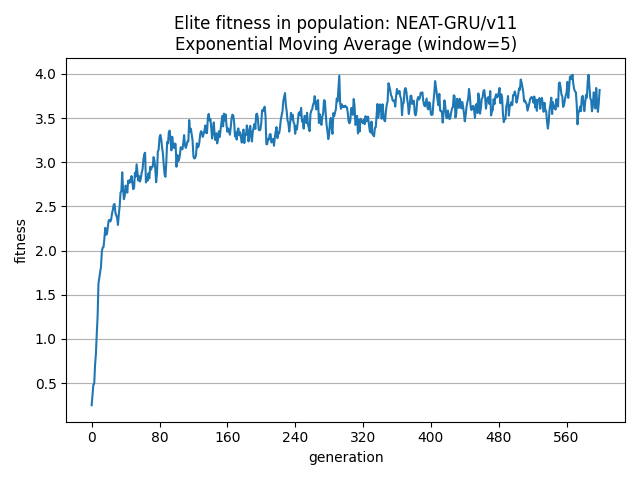 Elite fitness in population: NEAT-GRU/v11
Exponential Moving Average (window=5)
fitness
4.0
3.5
3.0
2.5
2.0
1.5
1.0
0.5
0 80 160 240 320 400 480 560
generation